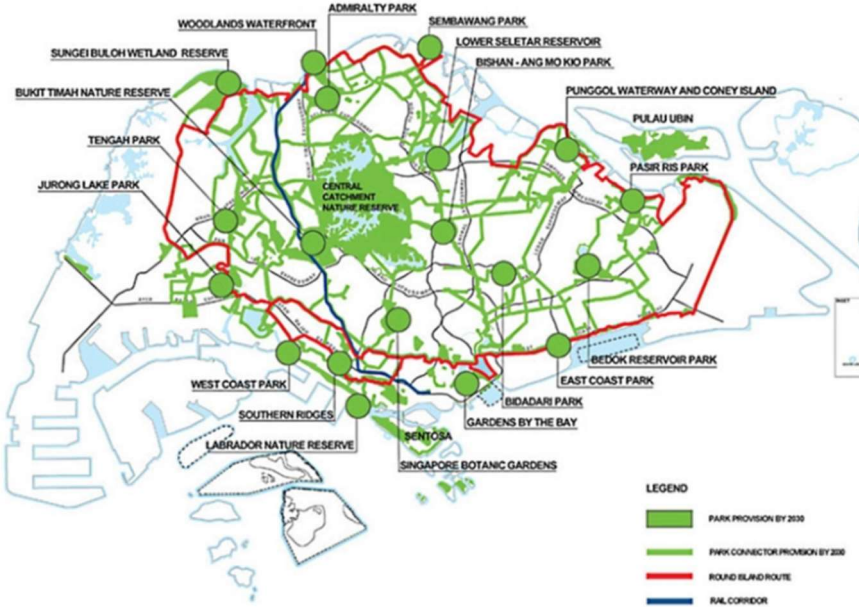 ADMIRALTY PARK
WOODLANDS WATERFRONT
SEMBAWANG PARK
LOWER SELETAR RESERVOIR
SUNGEI BULOH WETLAND RESERVE
BISHAN - ANG MO KIO PARK
BUKIT TIMAH NATURE RESERVE
PUNGGOL WATERWAY AND CONEY ISLAND
PULAU UBIN
TENGAH PARK
PASIR RIS PARK
JURONG LAKE PARK
CENTRAL
CATCHMENT
NATURE RESERVE
BEDOK RESERVOIR PARK
WEST COAST PARK
EAST COAST PARK
BIDADARI PARK
SOUTHERN RIDGES
GARDENS BY THE BAY
LABRADOR NATURE RESERVE
SENTOSA
SINGAPORE BOTANIC GARDENS
LEGEND
PARK PROVISION BY 2030
PARK CONNECTOR PROVISION BY 2030
ROUND ISLAND ROUTE
RAIL CORRIDOR